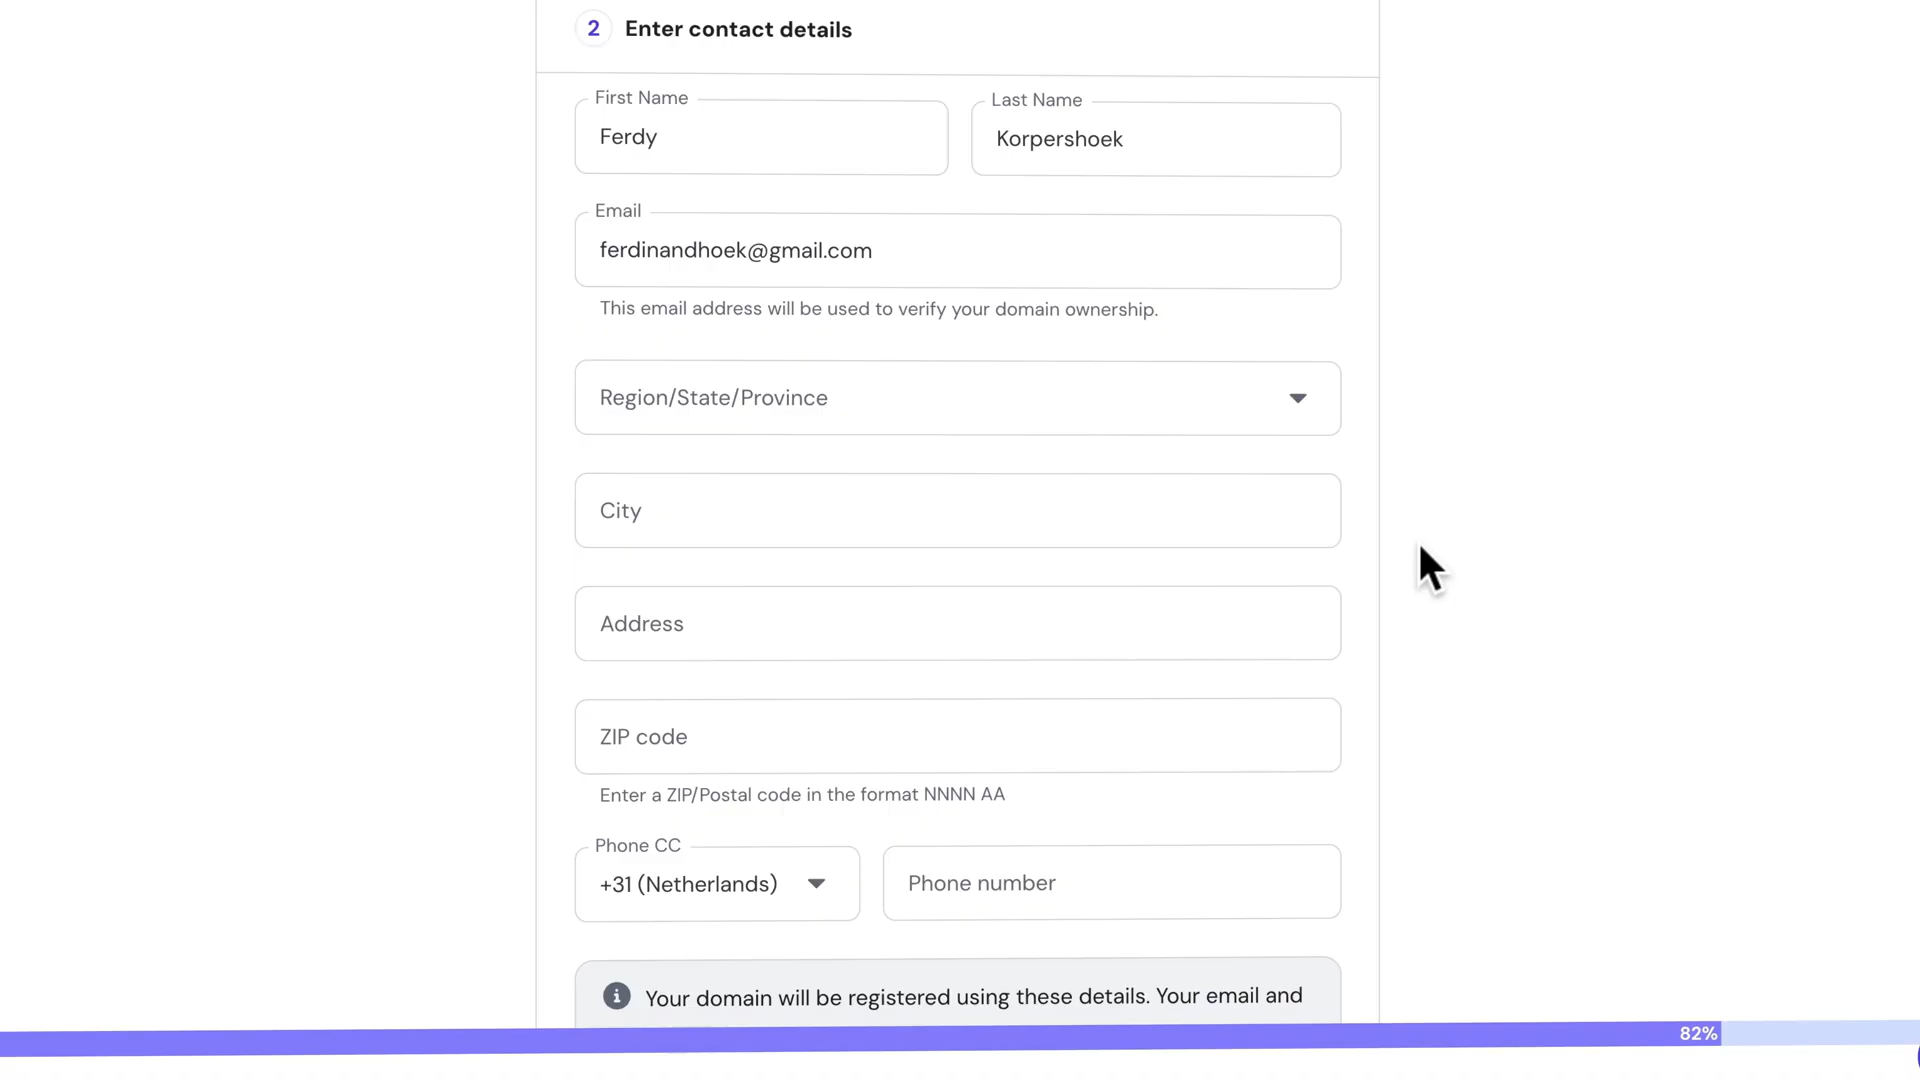 2 Enter contact details
First Name
Last Name
Ferdy
Korpershoek
Email
ferdinandhoek@gmail.com
This email address will be used to verify your domain ownership.
Region/State/Province
City
Address
ZIP code
Enter a ZIP/Postal code in the format NNNN AA
Phone CC
+31 (Netherlands)
Phone number
Your domain will be registered using these details. Your email and
82%